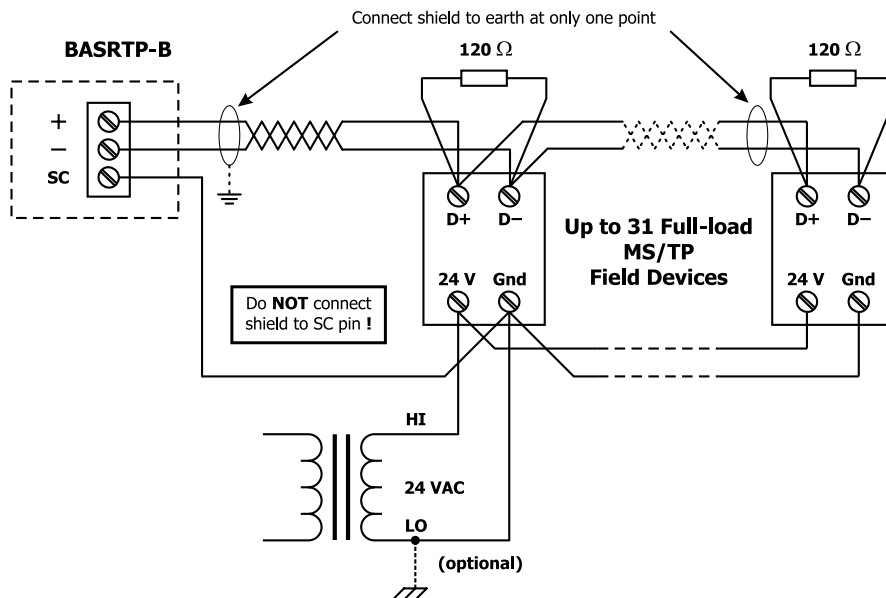 Connect shield to earth at only one point
BASRTP-B
120 Ω
120 Ω
+
−
SC
D+
D−
D+
D−
Up to 31 Full-load
MS/TP
Field Devices
24 V
Gnd
24 V
Gnd
Do NOT connect
shield to SC pin !
HI
24 VAC
LO
(optional)